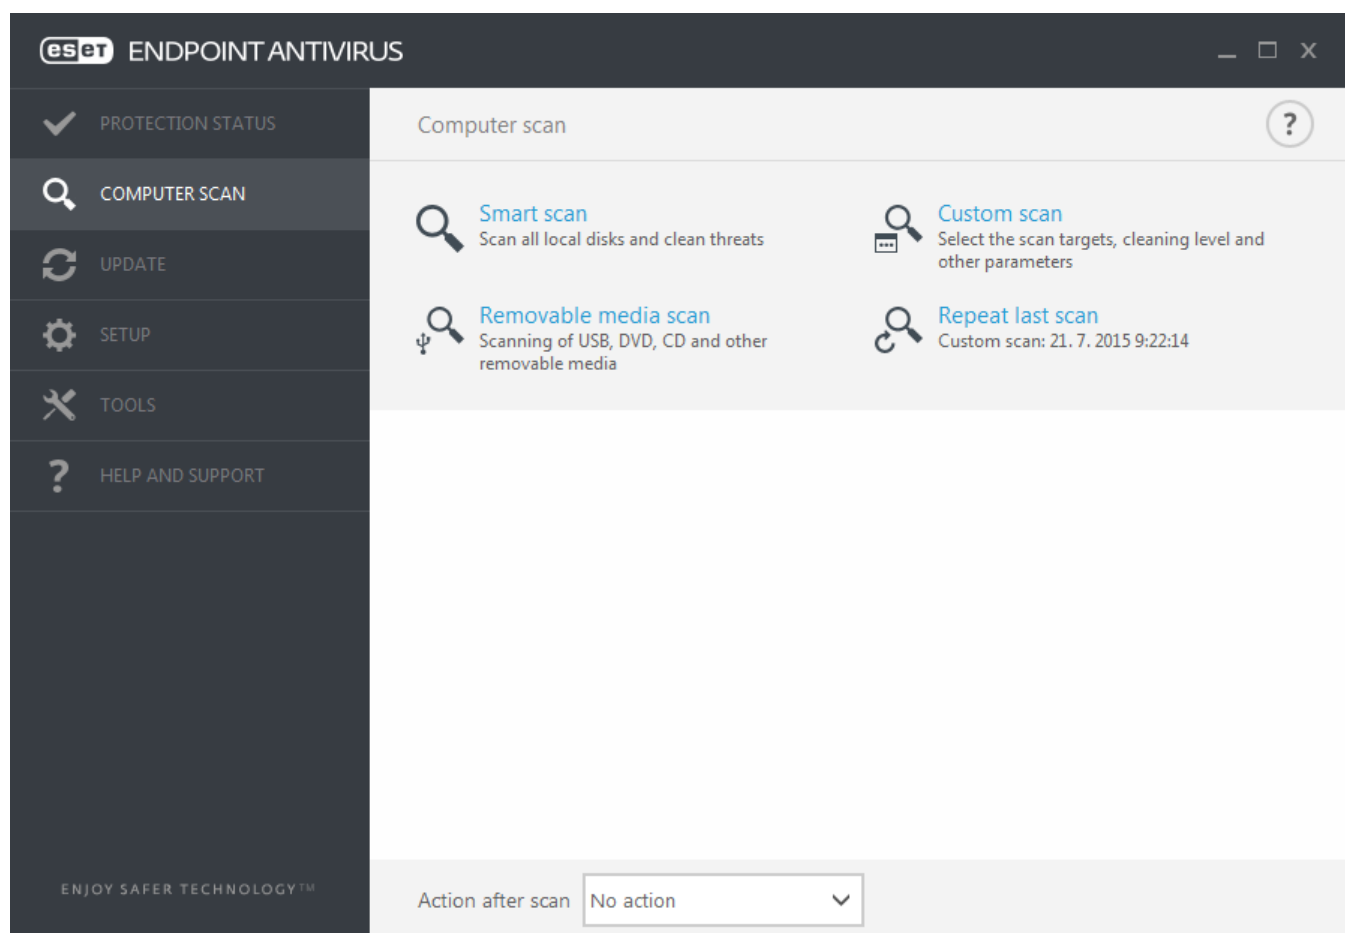 eset ENDPOINT ANTIVIRUS
PROTECTION STATUS
COMPUTER SCAN
UPDATE
SETUP
TOOLS
HELP AND SUPPORT
ENJOY SAFER TECHNOLOGY™
Computer scan
?
Smart scan
Scan all local disks and clean threats
Custom scan
Select the scan targets, cleaning level and
other parameters
Removable media scan
Scanning of USB, DVD, CD and other
removable media
Repeat last scan
Custom scan: 21. 7. 2015 9:22:14
Action after scan No action